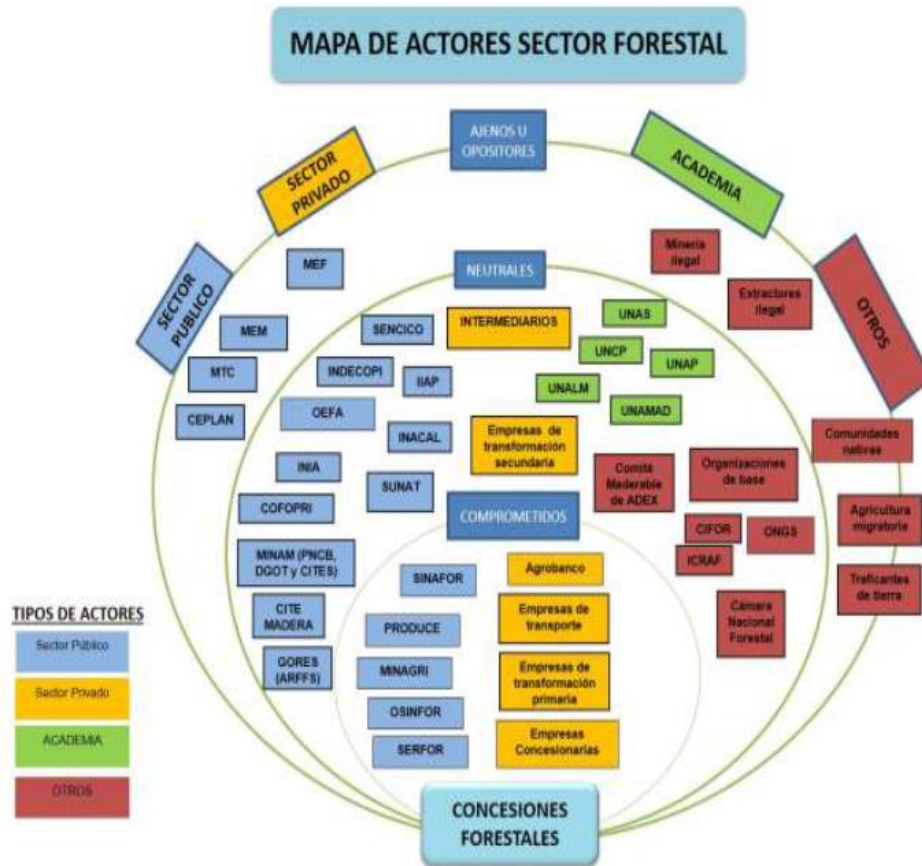 MAPA DE ACTORES SECTOR FORESTAL
AJENOS U
OPOSITORES
SECTOR
PRIVADO
ACADEMIA
SECTOR
PUBLICO
OTROS
MEF
NEUTRALES
Minería
ilegal
Extractores
ilegal
MEM
SENCICO
INTERMEDIARIOS
UNAS
MTC
INDECOPI
IIAP
UNCP
UNAP
CEPLAN
OEFA
UNALM
UNAMAD
INACAL
Empresas de
transformación
secundaria
Comunidades
nativas
INIA
SUNAT
Comité
Maderable
de ADEX
Organizaciones
de base
COFOPRI
COMPROMETIDOS
CIFOR
ONGS
Agricultura
migratoria
MINAM (PNCB,
DGOT y CITES)
SINAFOR
Agrobanco
ICRAF
Traficantes
de tierra
CITE
MADERA
PRODUCE
Empresas de
transporte
Cámara
Nacional
Forestal
GORES
(ARFFS)
MINAGRI
Empresas de
transformación
primaria
OSINFOR
SERFOR
Empresas
Concesionarias
CONCESIONES
FORESTALES
TIPOS DE ACTORES
Sector Público
Sector Privado
ACADEMIA
OTROS